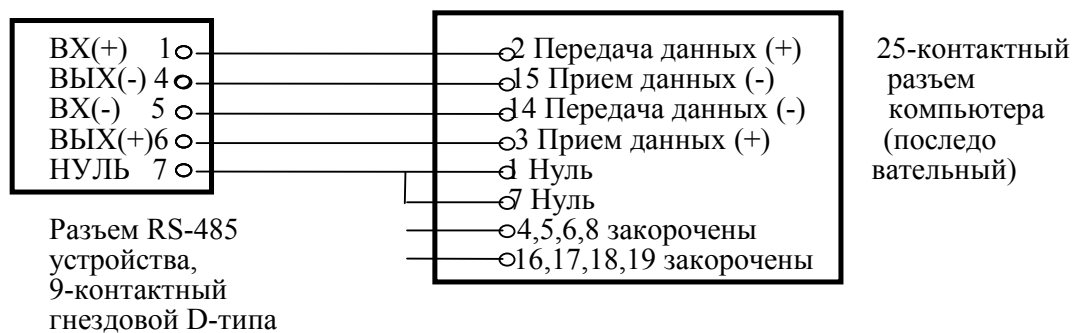 ВХ(+) 1
ВЫХ(-) 4
ВХ(-) 5
ВЫХ(+)6
НУЛЬ 7
2 Передача данных (+)
15 Прием данных (-)
14 Передача данных (-)
3 Прием данных (+)
1 Нуль
7 Нуль
4,5,6,8 закорочены
16,17,18,19 закорочены
25-контактный
разъем
компьютера
(последо
вательный)
Разъем RS-485
устройства,
9-контактный
гнездовой D-типа